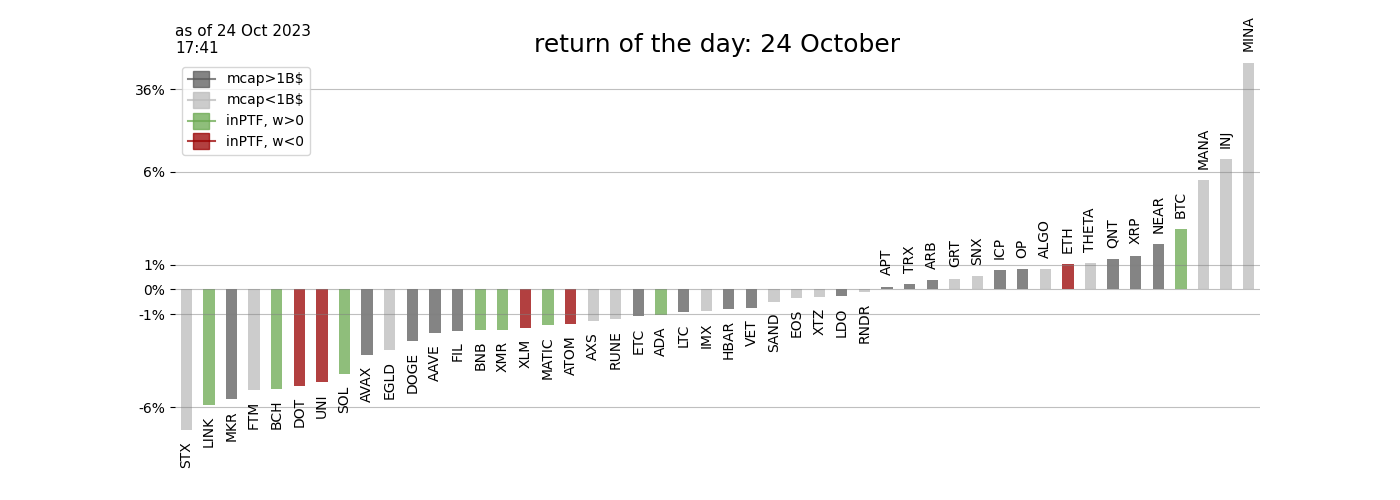 as of 24 Oct 2023
17:41
return of the day: 24 October
mcap>1B$
mcap<1B$
inPTF, w>0
inPTF, w<0
36%
6%
1%
0%
-1%
-6%
STX
LINK
MKR
FTM
BCH
DOT
UNI
SOL
AVAX
EGLD
DOGE
AAVE
FIL
BNB
XMR
XLM
MATIC
ATOM
AXS
RUNE
ETC
ADA
LTC
IMX
HBAR
VET
SAND
EOS
XTZ
LDO
RNDR
APT
TRX
ARB
GRT
SNX
ICP
OP
ALGO
ETH
THETA
QNT
XRP
NEAR
BTC
MANA
INJ
MINA